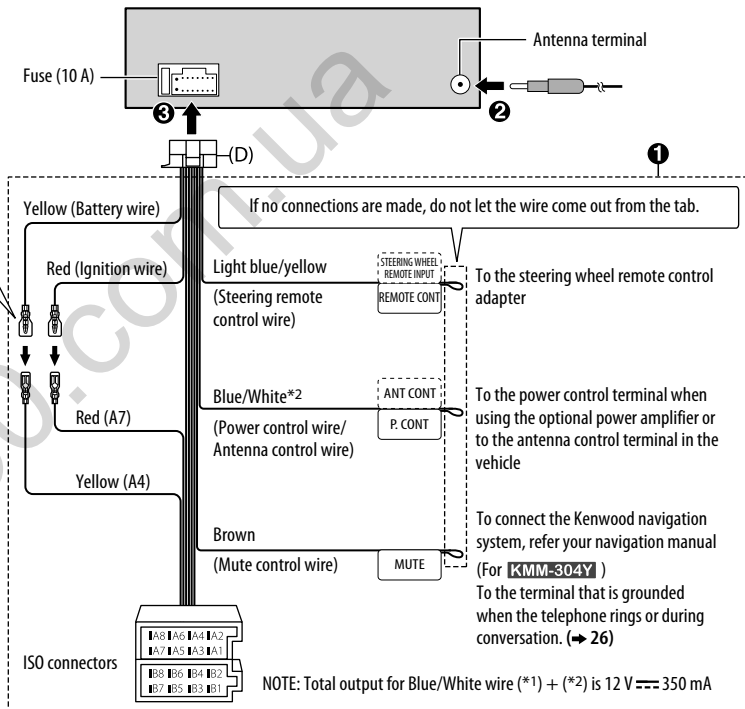 Antenna terminal
Fuse (10 A)
❸
❷
(D)
❶
Yellow (Battery wire)
If no connections are made, do not let the wire come out from the tab.
Red (Ignition wire)
Light blue/yellow
(Steering remote
control wire)
STEERING WHEEL
REMOTE INPUT
REMOTE CONT
To the steering wheel remote control
adapter
Blue/White*2
(Power control wire/
Antenna control wire)
ANT CONT
P. CONT
To the power control terminal when
using the optional power amplifier or
to the antenna control terminal in the
vehicle
Red (A7)
Yellow (A4)
Brown
(Mute control wire)
MUTE
To connect the Kenwood navigation
system, refer your navigation manual
(For KMM-304Y )
To the terminal that is grounded
when the telephone rings or during
conversation. (➜ 26)
ISO connectors
A8 A6 A4 A2
A7 A5 A3 A1
B8 B6 B4 B2
B7 B5 B3 B1
NOTE: Total output for Blue/White wire (*1) + (*2) is 12 V ⎓ 350 mA
o.com.ua